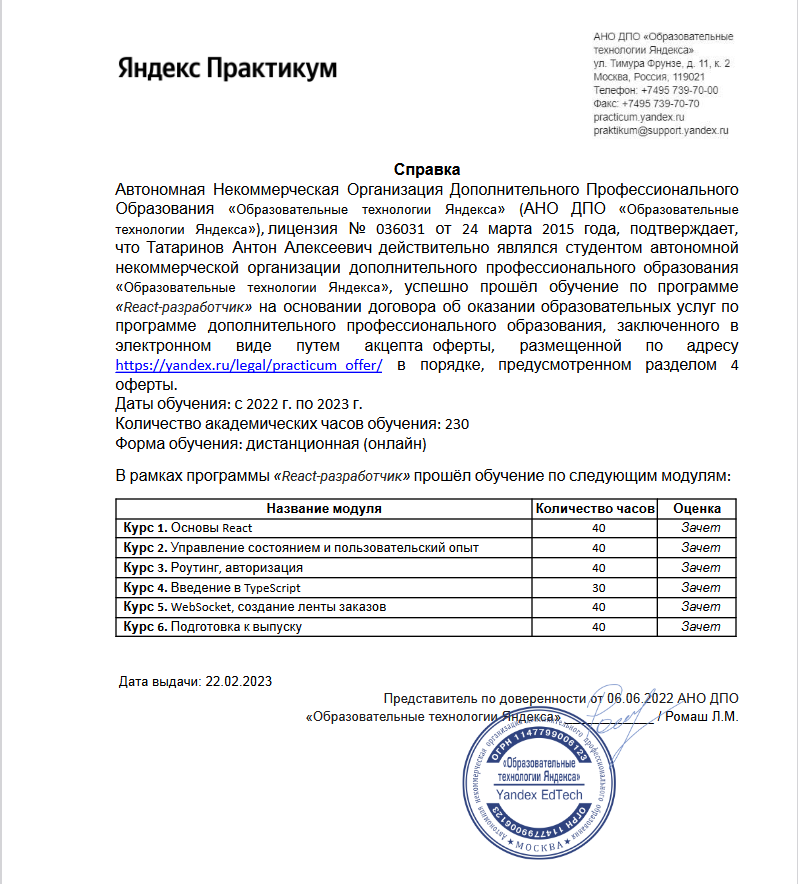 Яндекс Практикум
АНО ДПО «Образовательные
технологии Яндекса»
ул. Тимура Фрунзе, д. 11, к. 2
Москва, Россия, 119021
Телефон: +7495 739-70-00
Факс: +7495 739-70-70
practicum.yandex.ru
praktikum@support.yandex.ru
Справка
Автономная Некоммерческая Организация Дополнительного Профессионального
Образования «Образовательные технологии Яндекса» (АНО ДПО «Образовательные
технологии Яндекса»), лицензия № 036031 от 24 марта 2015 года, подтверждает,
что Татаринов Антон Алексеевич действительно являлся студентом автономной
некоммерческой организации дополнительного профессионального образования
«Образовательные технологии Яндекса», успешно прошёл обучение по программе
«React-разработчик» на основании договора об оказании образовательных услуг по
программе дополнительного профессионального образования, заключенного в
электронном виде путем акцепта оферты, размещенной по адресу
https://yandex.ru/legal/practicum_offer/ в порядке, предусмотренном разделом 4
оферты.
Даты обучения: с 2022 г. по 2023 г.
Количество академических часов обучения: 230
Форма обучения: дистанционная (онлайн)
В рамках программы «React-разработчик» прошёл обучение по следующим модулям:
Название модуля Количество часов Оценка
Курс 1. Основы React 40 Зачет
Курс 2. Управление состоянием и пользовательский опыт 40 Зачет
Курс 3. Роутинг, авторизация 40 Зачет
Курс 4. Введение в TypeScript 30 Зачет
Курс 5. WebSocket, создание ленты заказов 40 Зачет
Курс 6. Подготовка к выпуску 40 Зачет
Дата выдачи: 22.02.2023
Представитель по доверенности от 06.06.2022 АНО ДПО
«Образовательные технологии Яндекса» ______________ / Ромаш Л.М.
Автономная некоммерческая организация дополнительного профессионального образования
ОГРН 1147799006123
«Образовательные
технологии Яндекса»
Yandex EdTech
ОГРН 1147799006123
★ МОСКВА ★